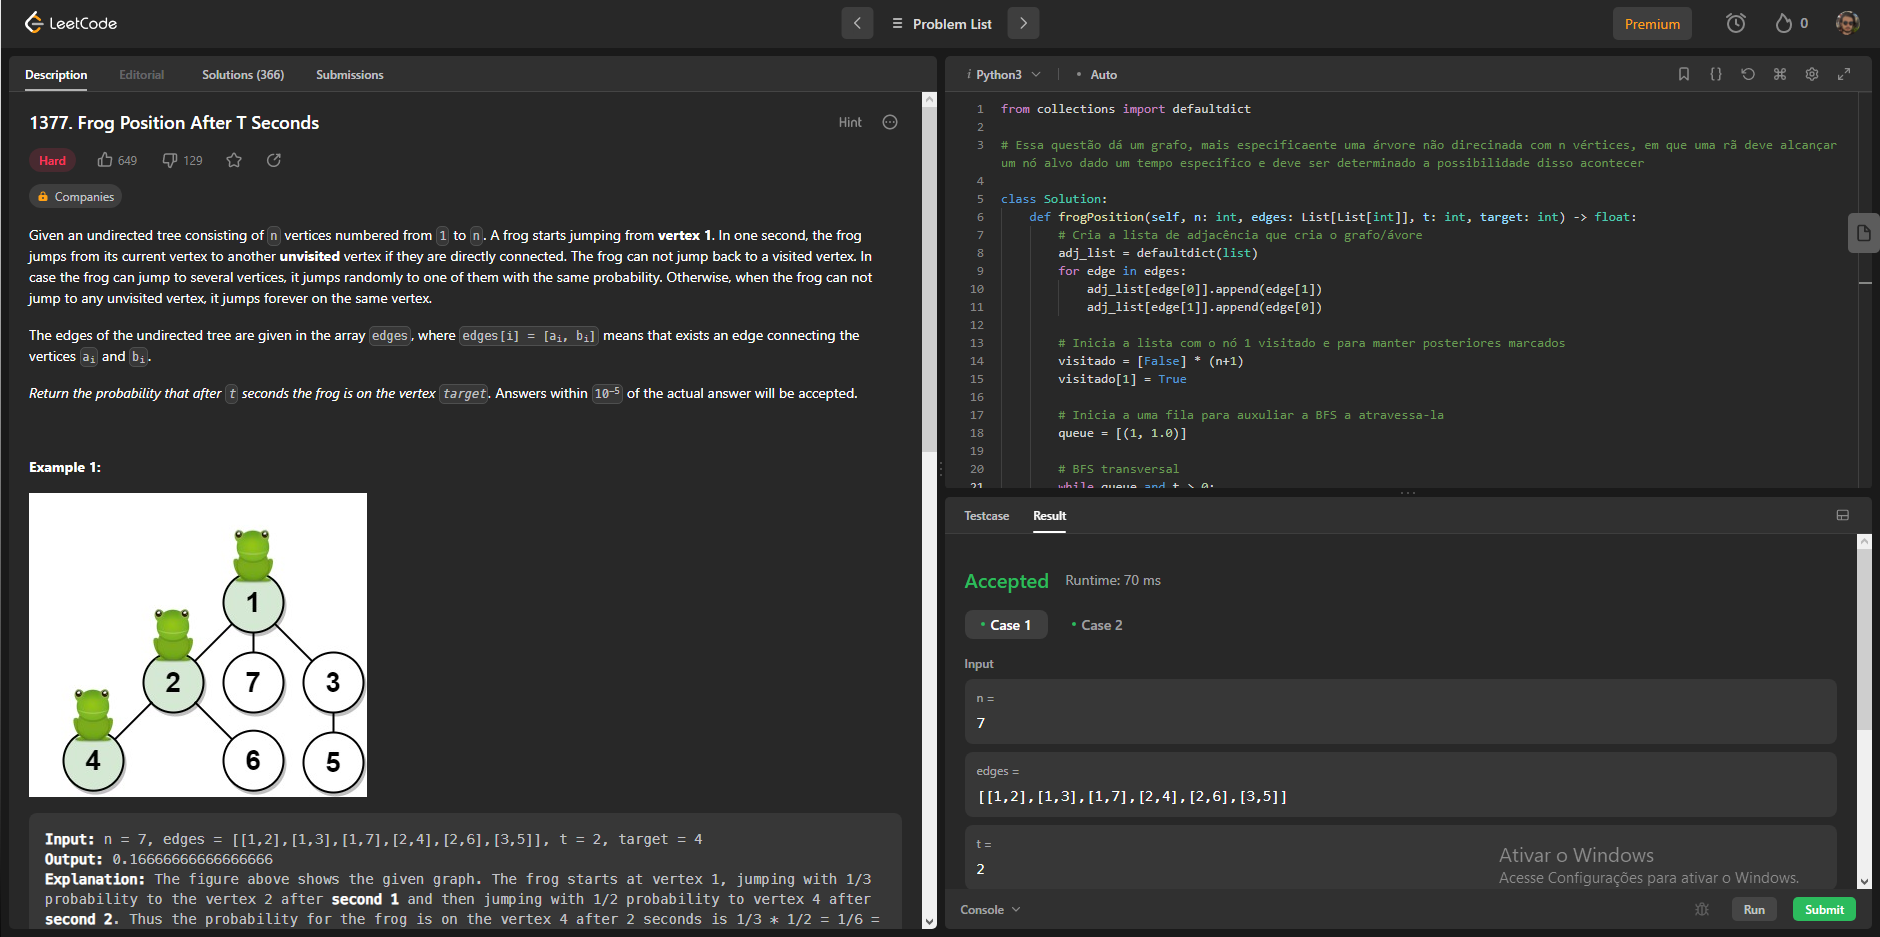 LeetCode
Problem List
Premium
0
Description Editorial Solutions (366) Submissions
1377. Frog Position After T Seconds
Hint
Hard 649 129
Companies
Given an undirected tree consisting of n vertices numbered from 1 to n. A frog starts jumping from vertex 1. In one second, the frog
jumps from its current vertex to another unvisited vertex if they are directly connected. The frog can not jump back to a visited vertex. In
case the frog can jump to several vertices, it jumps randomly to one of them with the same probability. Otherwise, when the frog can not
jump to any unvisited vertex, it jumps forever on the same vertex.
The edges of the undirected tree are given in the array edges, where edges[i] = [ai, bi] means that exists an edge connecting the
vertices ai and bi.
Return the probability that after t seconds the frog is on the vertex target. Answers within 10⁻⁵ of the actual answer will be accepted.
Example 1:
1
2 7 3
4 6 5
Input: n = 7, edges = [[1,2],[1,3],[1,7],[2,4],[2,6],[3,5]], t = 2, target = 4
Output: 0.16666666666666666
Explanation: The figure above shows the given graph. The frog starts at vertex 1, jumping with 1/3
probability to the vertex 2 after second 1 and then jumping with 1/2 probability to vertex 4 after
second 2. Thus the probability for the frog is on the vertex 4 after 2 seconds is 1/3 * 1/2 = 1/6 =
i Python3 • Auto
1 from collections import defaultdict
2
3 # Essa questão dá um grafo, mais especificaente uma árvore não direcinada com n vértices, em que uma rã deve alcançar
um nó alvo dado um tempo especifico e deve ser determinado a possibilidade disso acontecer
4
5 class Solution:
6 def frogPosition(self, n: int, edges: List[List[int]], t: int, target: int) -> float:
7 # Cria a lista de adjacência que cria o grafo/ávore
8 adj_list = defaultdict(list)
9 for edge in edges:
10 adj_list[edge[0]].append(edge[1])
11 adj_list[edge[1]].append(edge[0])
12
13 # Inicia a lista com o nó 1 visitado e para manter posteriores marcados
14 visitado = [False] * (n+1)
15 visitado[1] = True
16
17 # Inicia a uma fila para auxuliar a BFS a atravessa-la
18 queue = [(1, 1.0)]
19
20 # BFS transversal
21 while queue and t > 0:
Testcase Result
Accepted Runtime: 70 ms
• Case 1 • Case 2
Input
n =
7
edges =
[[1,2],[1,3],[1,7],[2,4],[2,6],[3,5]]
t =
2
Ativar o Windows
Acesse Configurações para ativar o Windows.
Console Run Submit